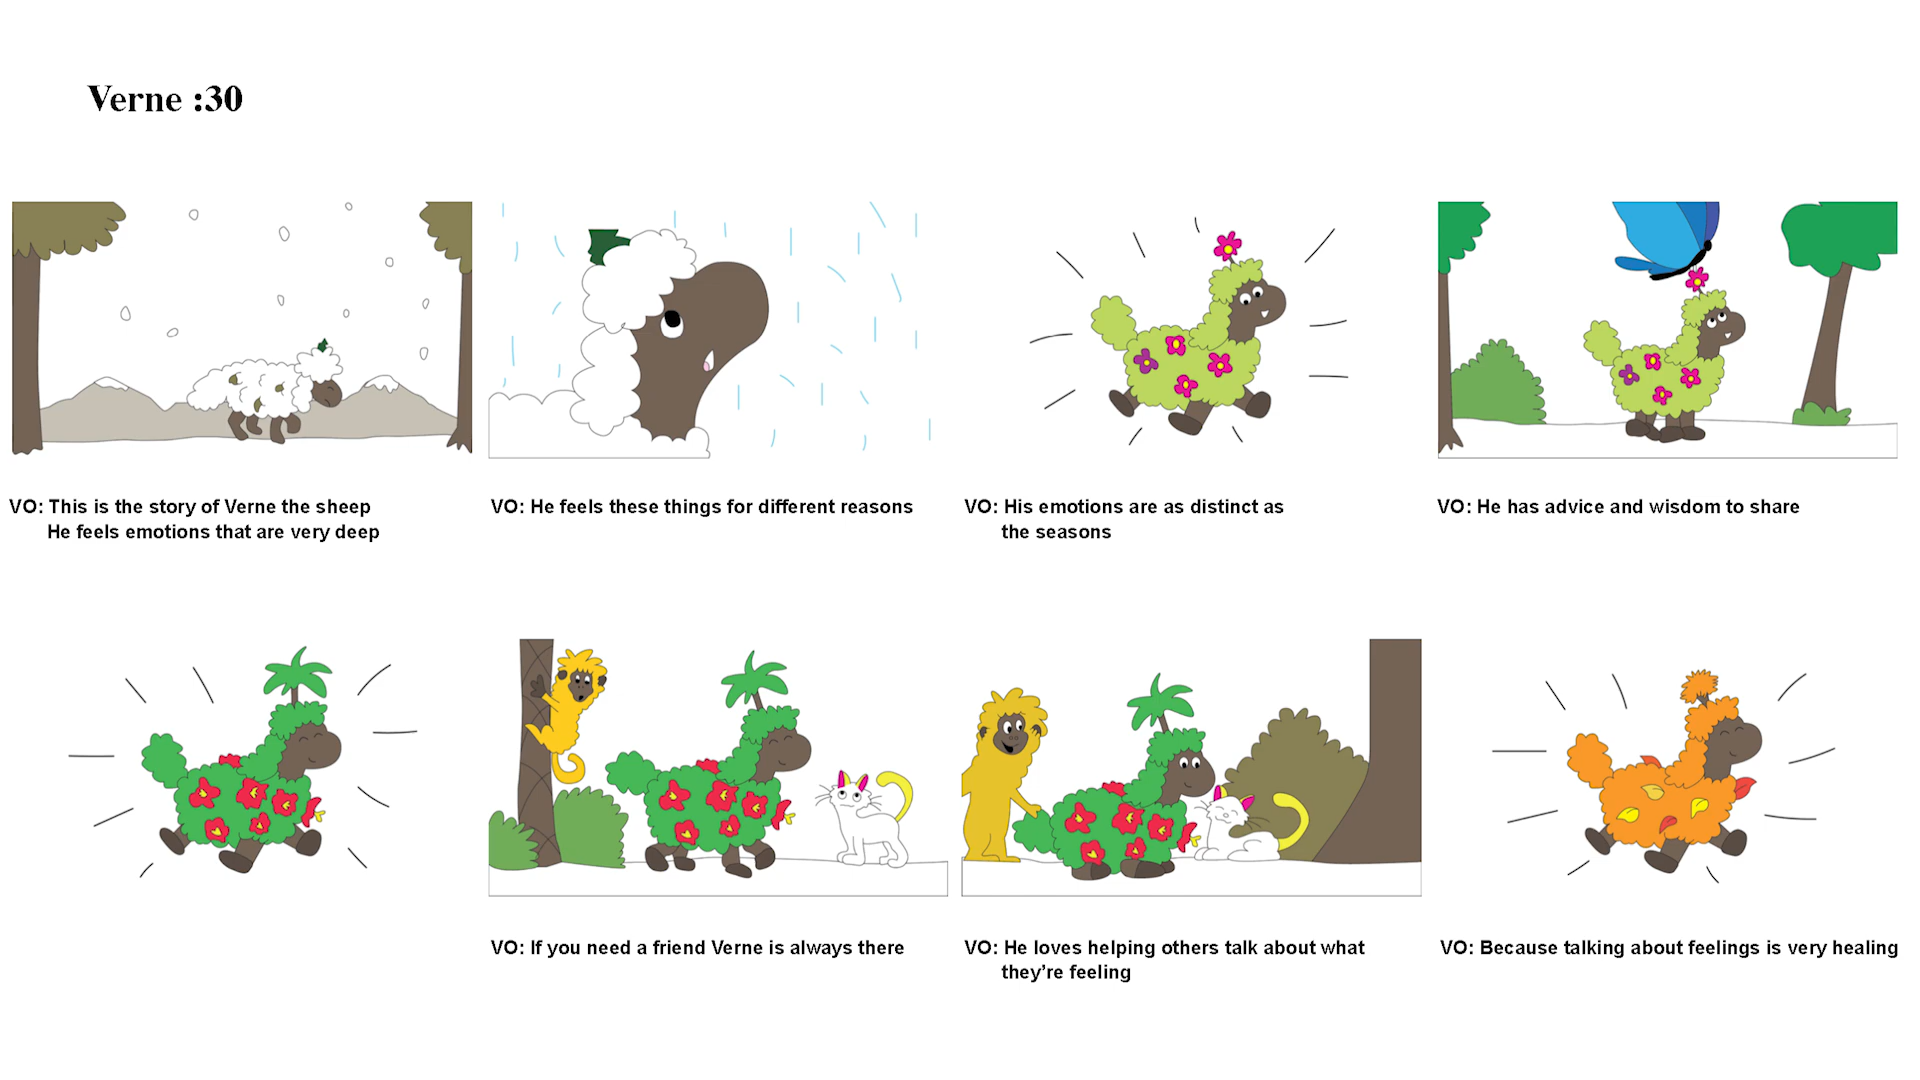 Verne :30
VO: This is the story of Verne the sheep
He feels emotions that are very deep
VO: He feels these things for different reasons
VO: His emotions are as distinct as
the seasons
VO: He has advice and wisdom to share
VO: If you need a friend Verne is always there
VO: He loves helping others talk about what
they’re feeling
VO: Because talking about feelings is very healing